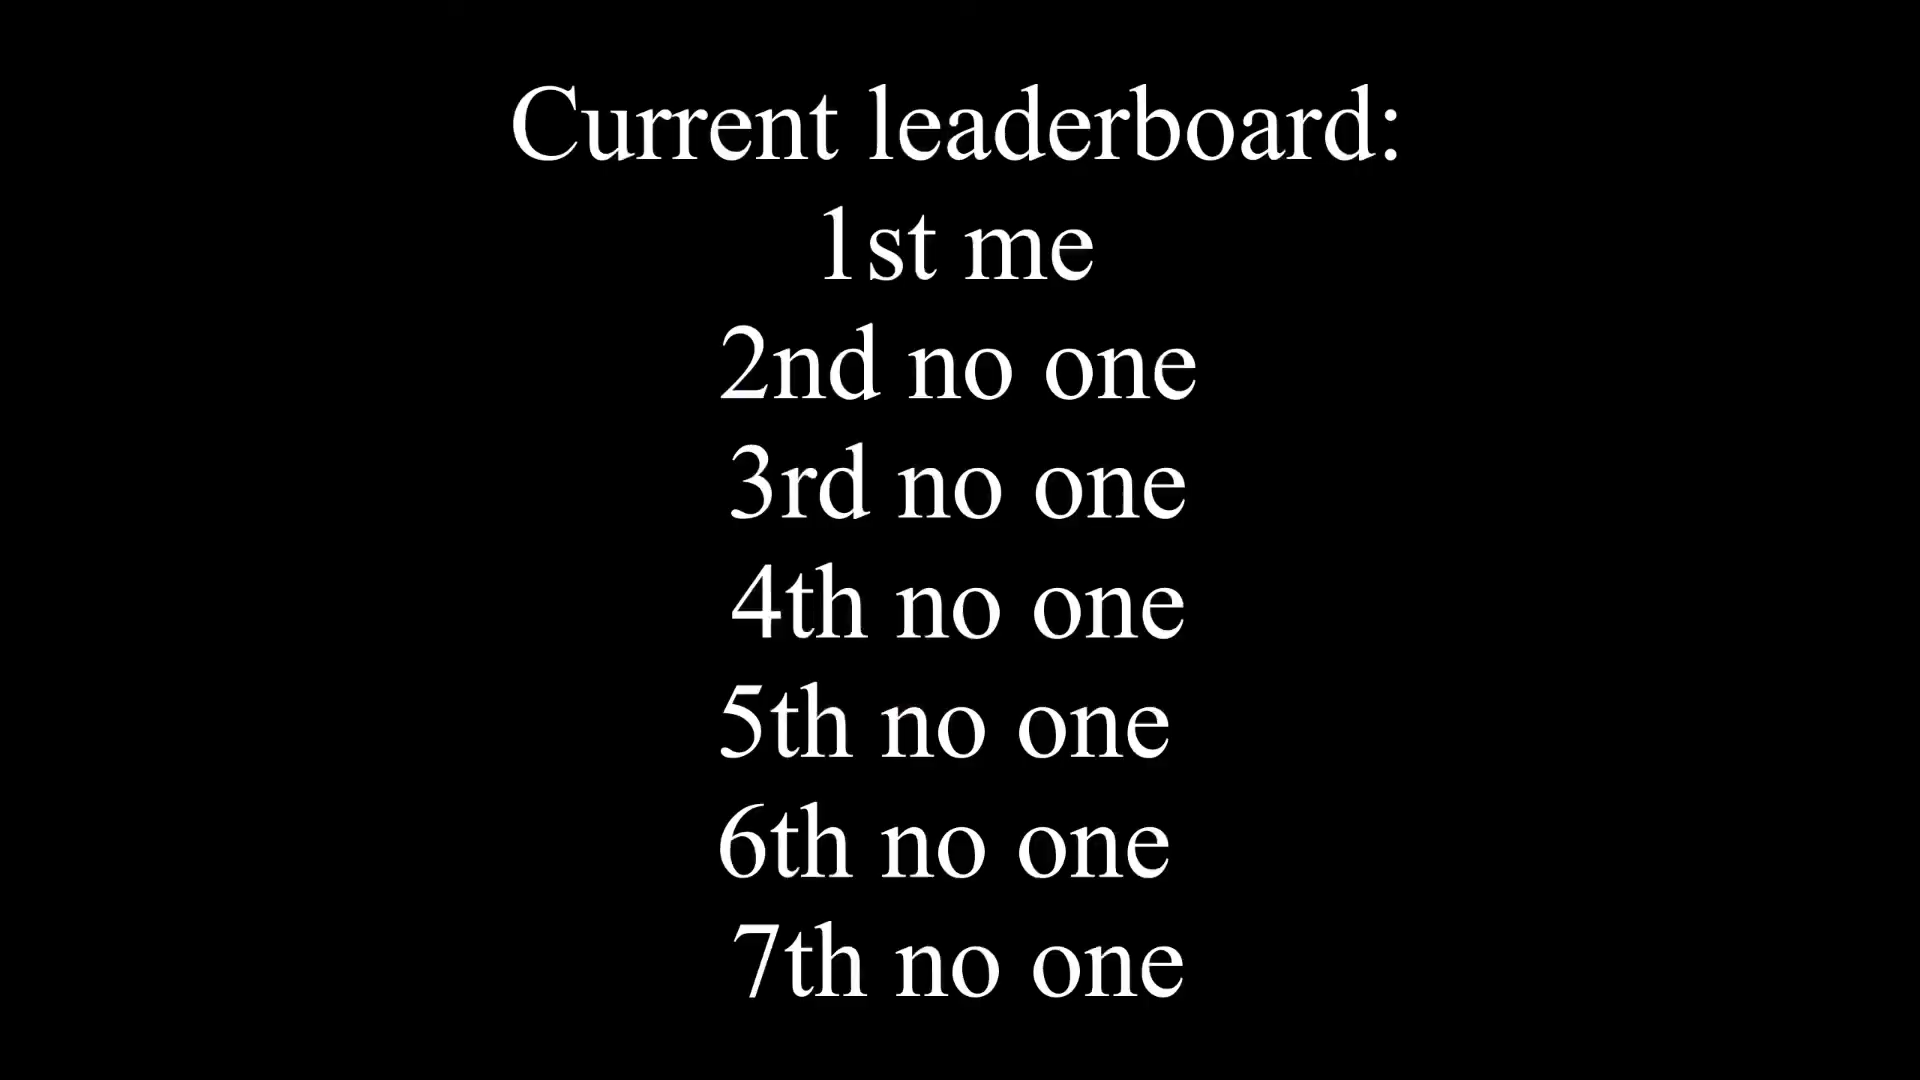 Current leaderboard:
1st me
2nd no one
3rd no one
4th no one
5th no one
6th no one
7th no one